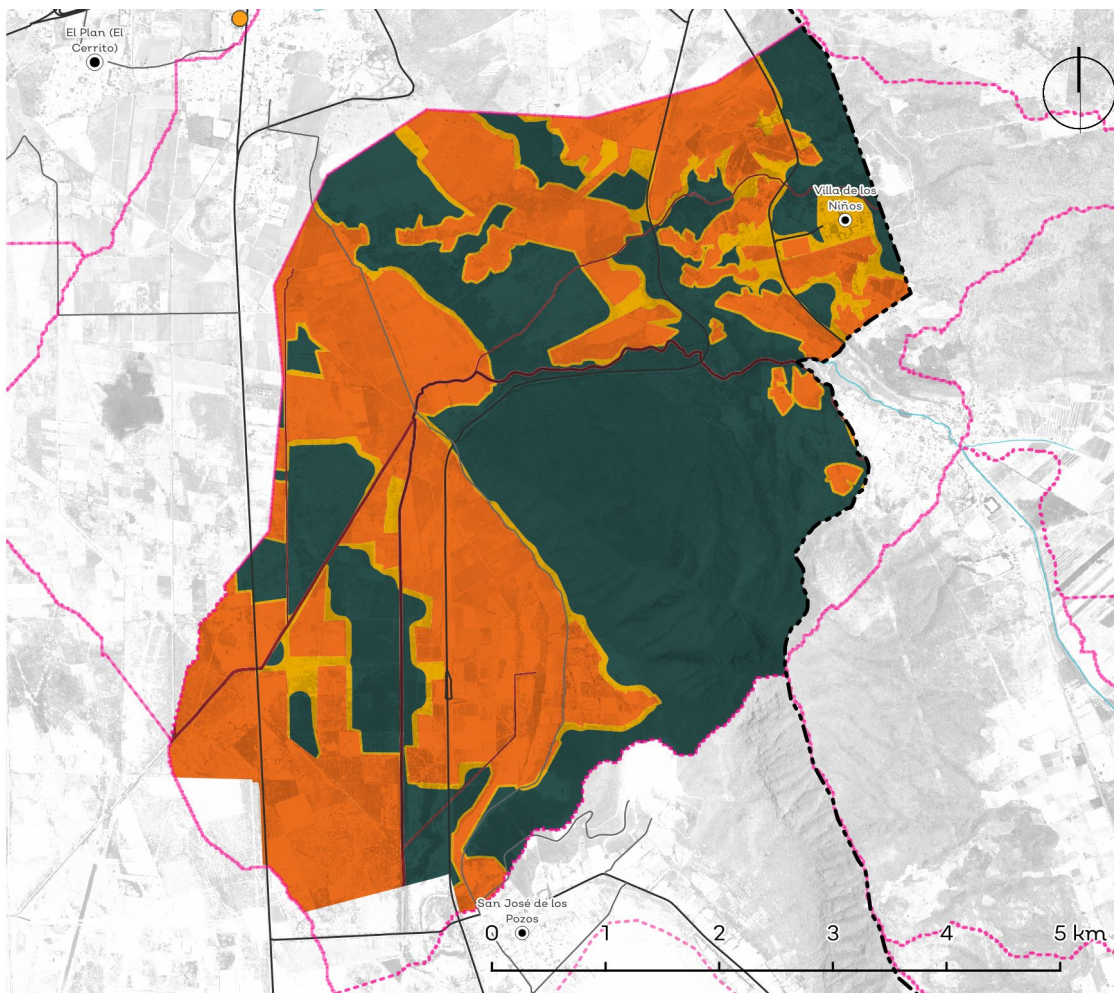 El Plan (El
Cerrito)
Villa de los
Niños
San José de los
Pozos
0 1 2 3 4 5 km